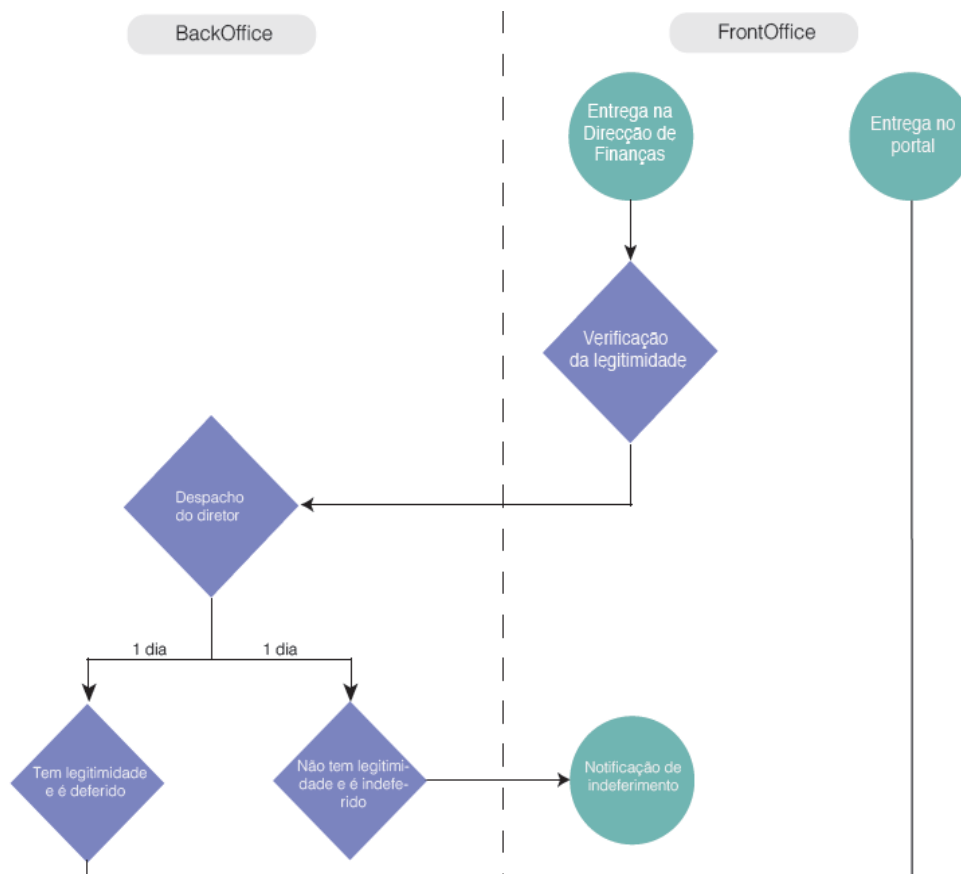 BackOffice
FrontOffice
Entrega na
Direcção de
Finanças
Entrega no
portal
Verificação
da legitimidade
Despacho
do diretor
1 dia
1 dia
Tem legitimidade
e é deferido
Não tem legitimi-
dade e é indefe-
rido
Notificação de
indeferimento